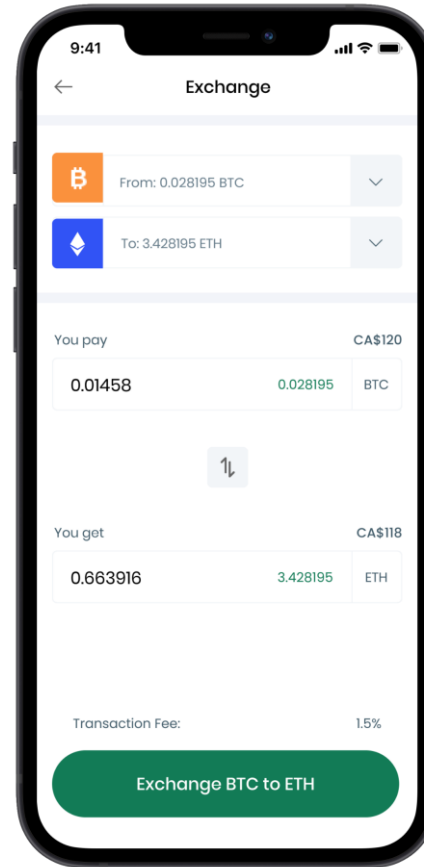 9:41
Exchange
From: 0.028195 BTC
To: 3.428195 ETH
You pay CA$120
0.01458 0.028195 BTC
You get CA$118
0.663916 3.428195 ETH
Transaction Fee: 1.5%
Exchange BTC to ETH